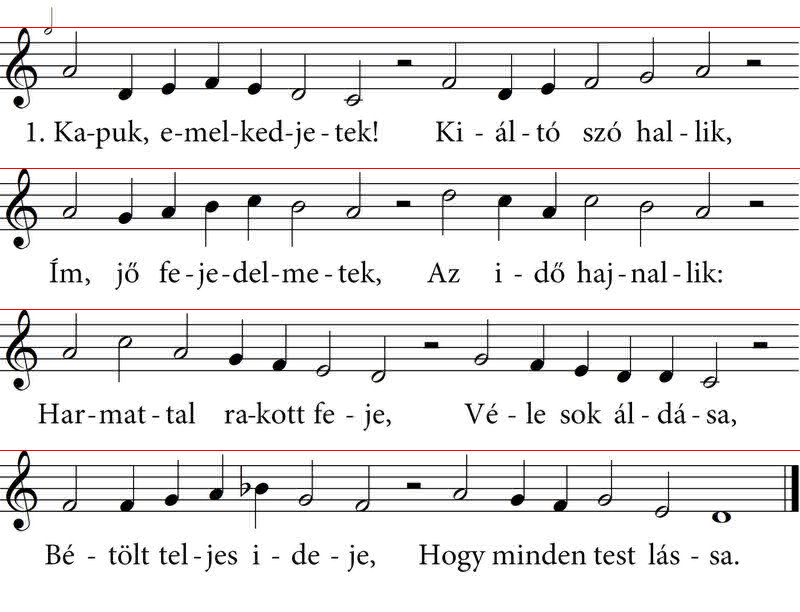 1. Ka-puk, e-mel-ked-je-tek! Ki-ál-tó szó hal-lik,
Ím, jő fe-je-del-me-tek, Az i-dő haj-nal-lik:
Har-mat-tal ra-kott fe-je, Vé-le sok ál-dá-sa,
Bé-tölt tel-jes i-de-je, Hogy minden test lás-sa.